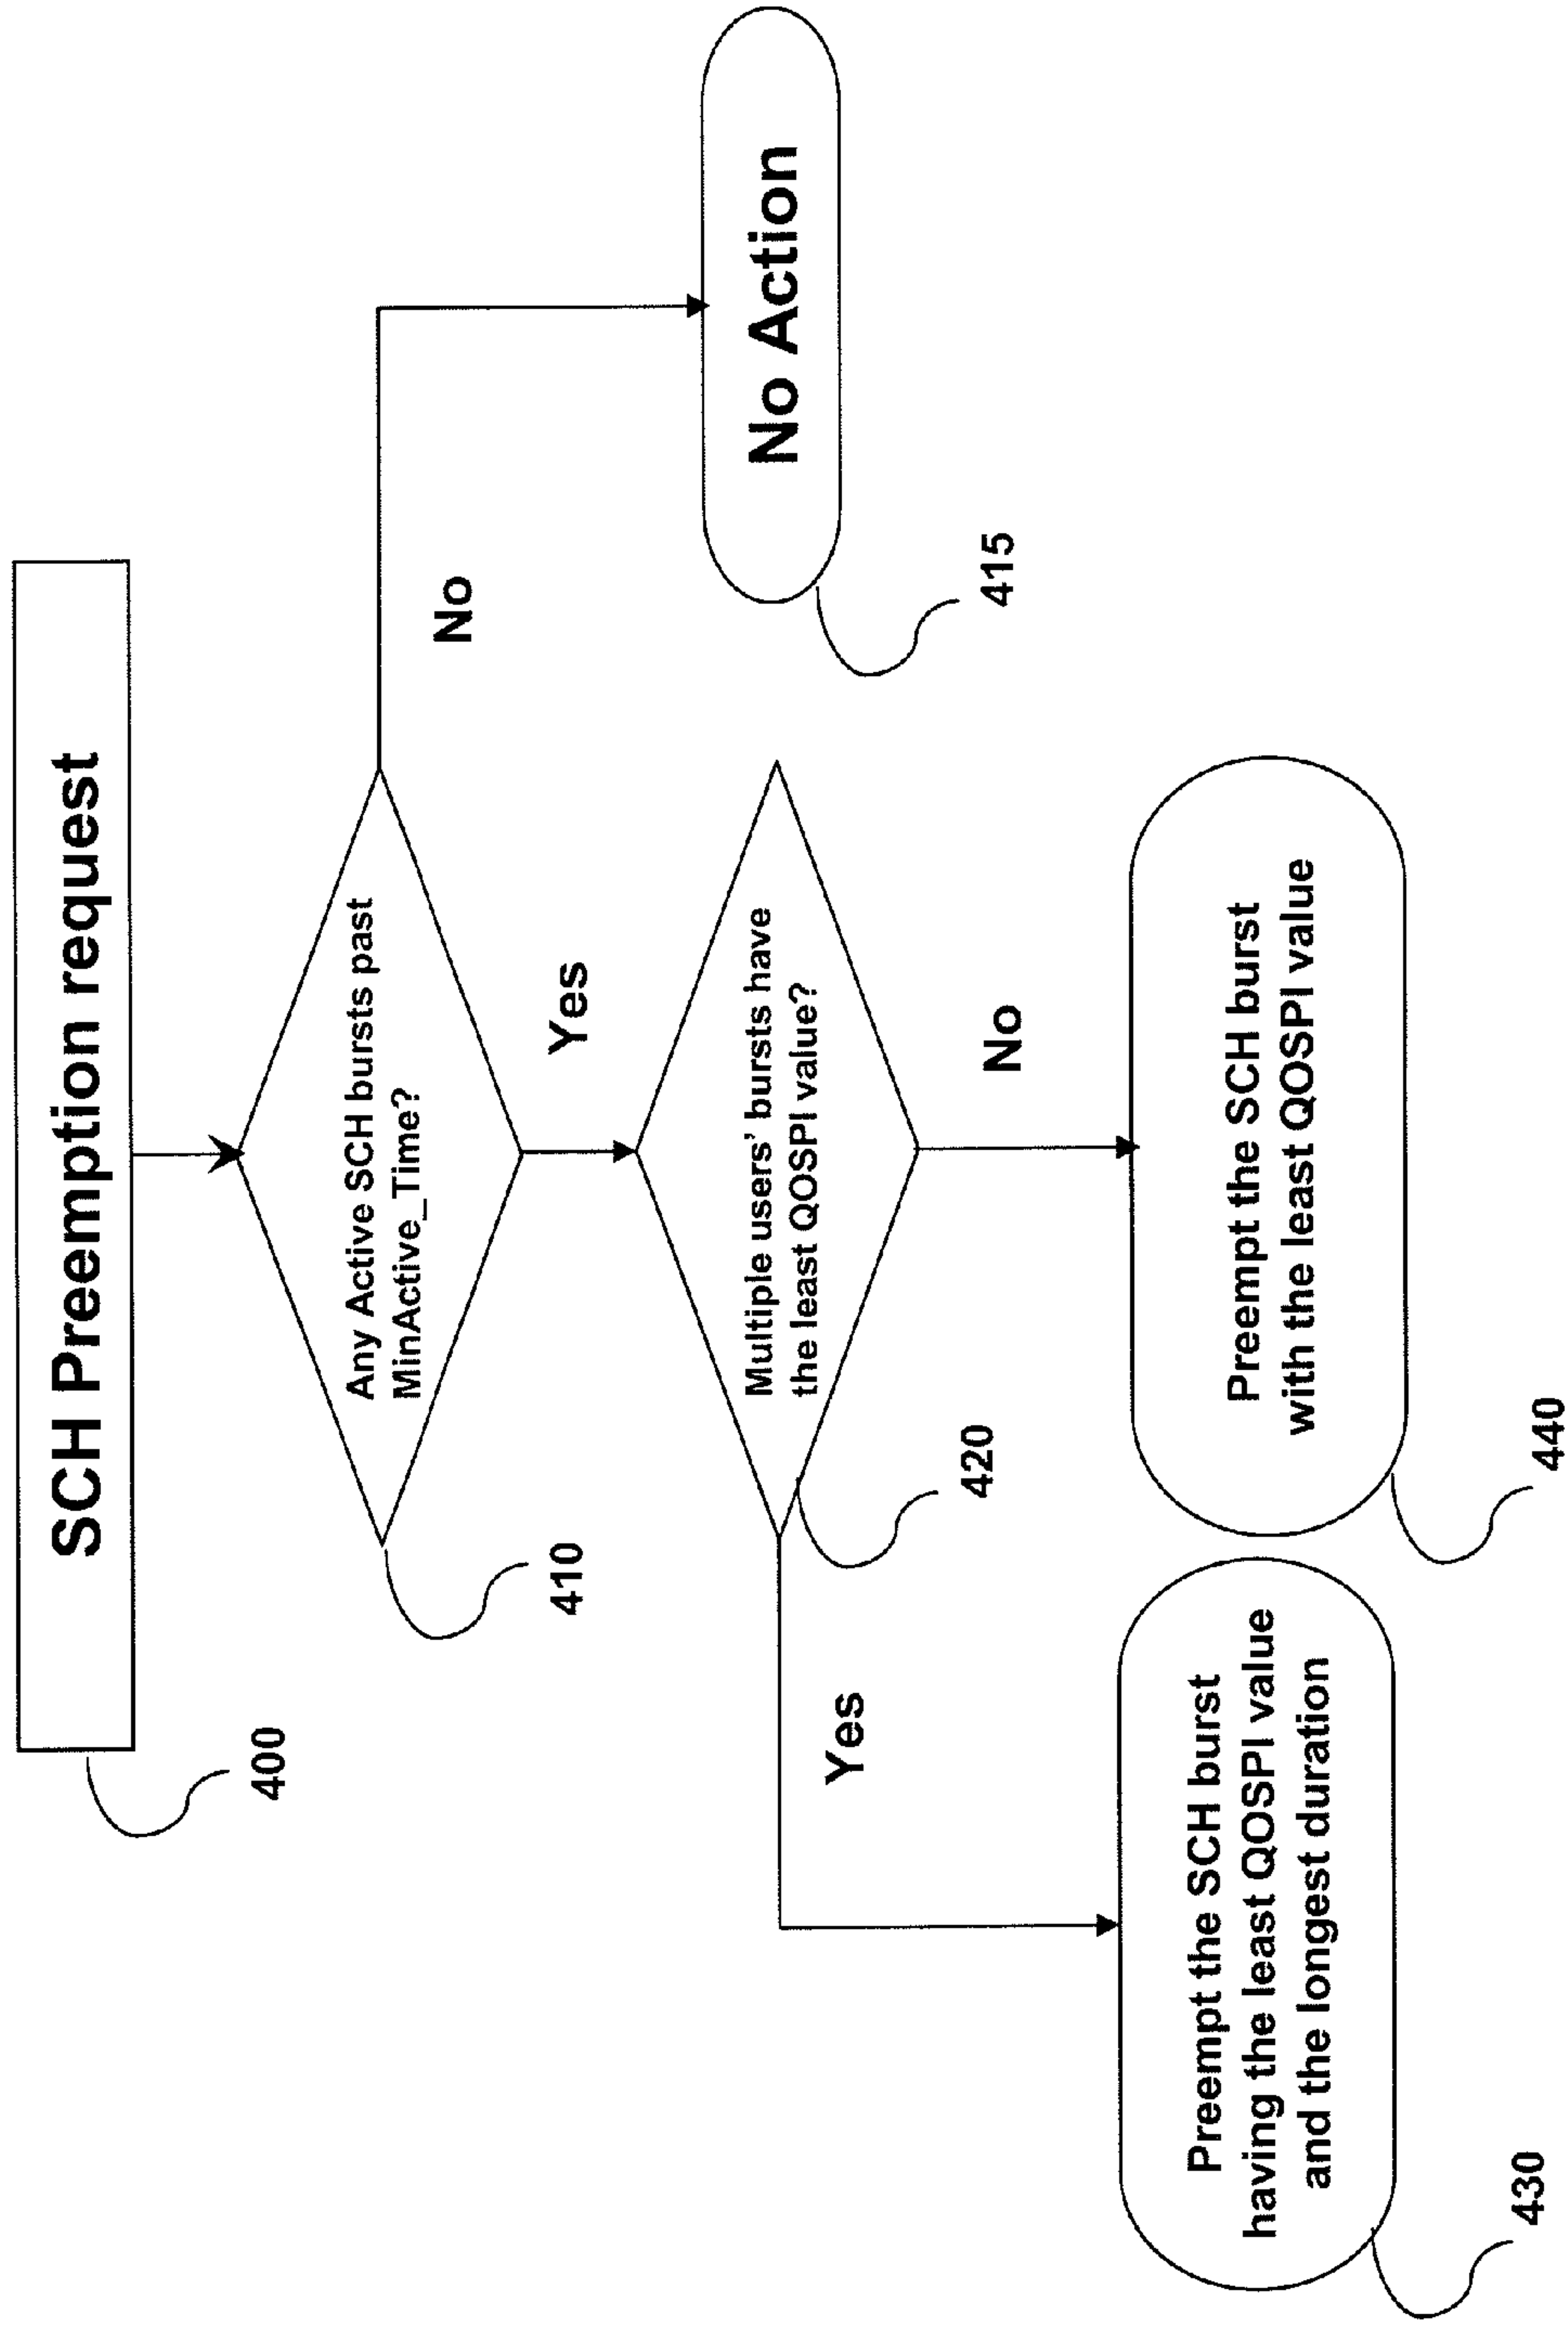 SCH Preemption request
400
Any Active SCH bursts past
MinActive_Time?
410
No
No Action
415
Yes
Multiple users' bursts have
the least QOSPI value?
420
Yes
No
Preempt the SCH burst
having the least QOSPI value
and the longest duration
430
Preempt the SCH burst
with the least QOSPI value
440